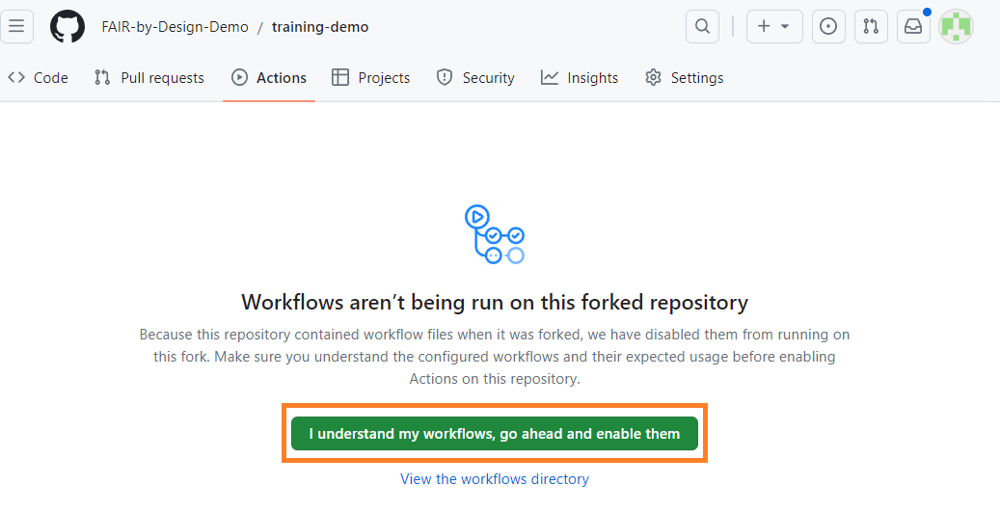 FAIR-by-Design-Demo / training-demo
Code Pull requests Actions Projects Security Insights Settings
Workflows aren’t being run on this forked repository
Because this repository contained workflow files when it was forked, we have disabled them from running on
this fork. Make sure you understand the configured workflows and their expected usage before enabling
Actions on this repository.
I understand my workflows, go ahead and enable them
View the workflows directory